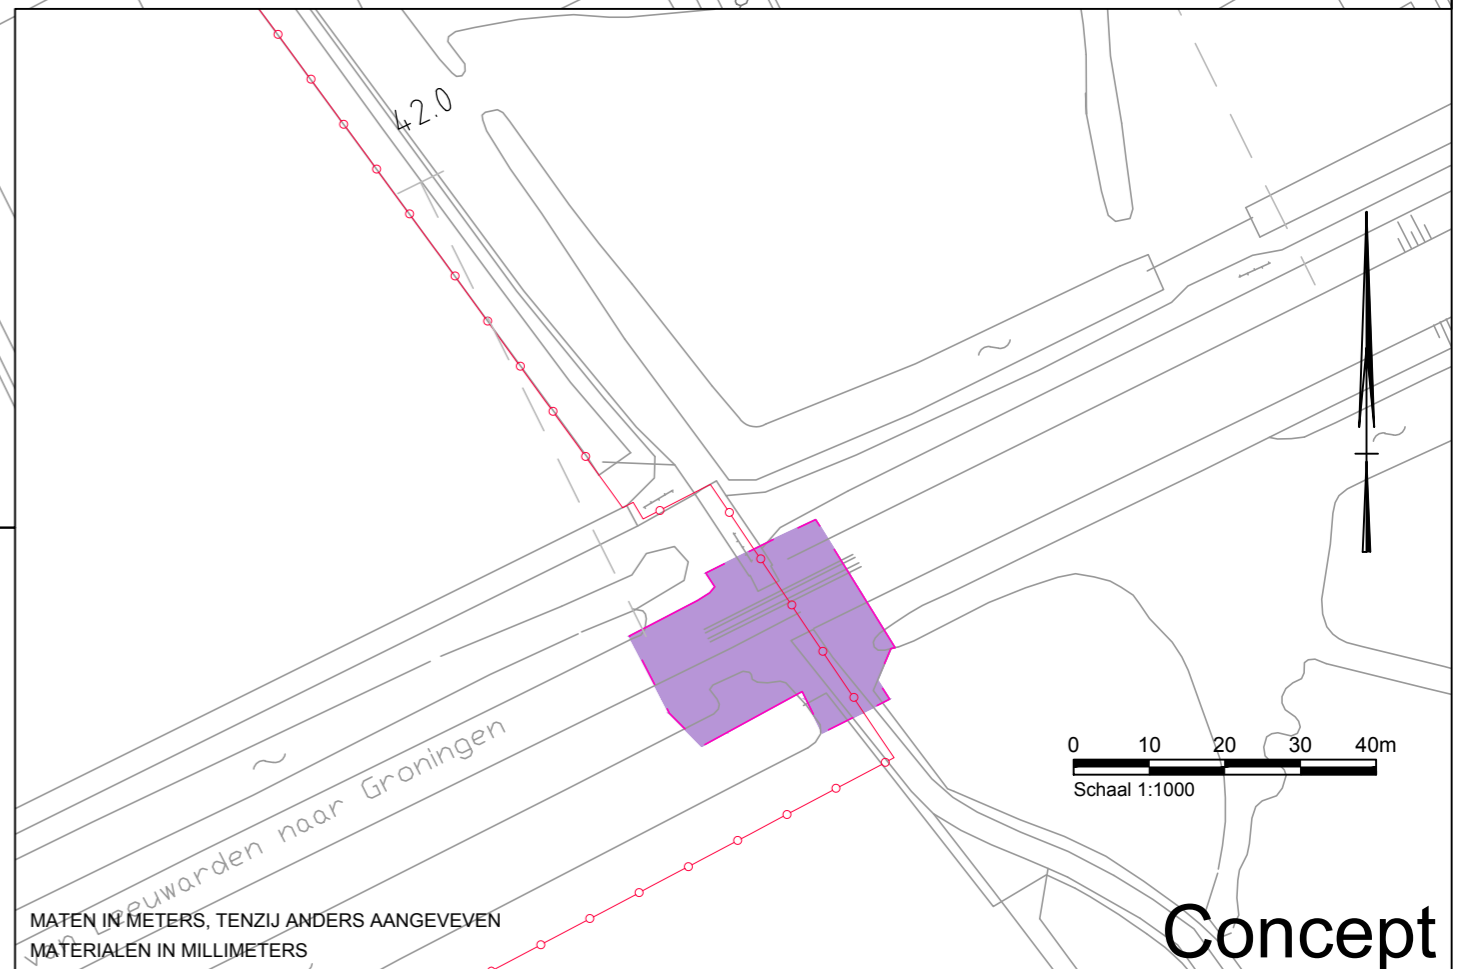 42.0
van Leeuwarden naar Groningen
0 10 20 30 40m
Schaal 1:1000
MATEN IN METERS, TENZIJ ANDERS AANGEVEVEN
MATERIALEN IN MILLIMETERS
Concept